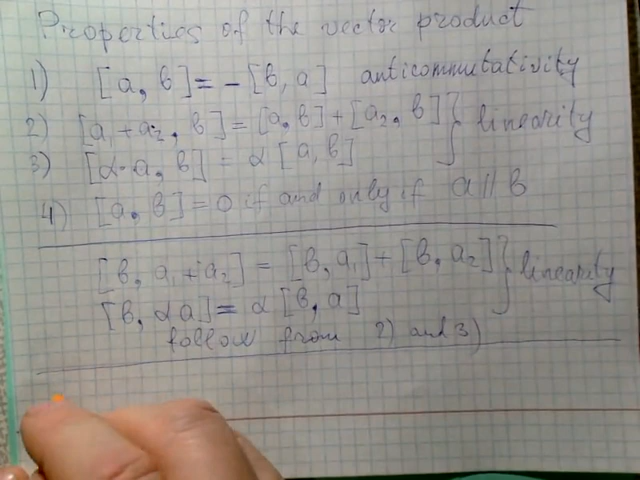 Properties of the vector product
1) [a, b] = - [b, a] anticommutativity
2) [a₁ + a₂, b] = [a₁, b] + [a₂, b] } linearity
3) [α · a, b] = α [a, b]
4) [a, b] = 0 if and only if a || b
[b, a₁ + a₂] = [b, a₁] + [b, a₂] } linearity
[b, αa] = α [b, a]
follow from 2) and 3)